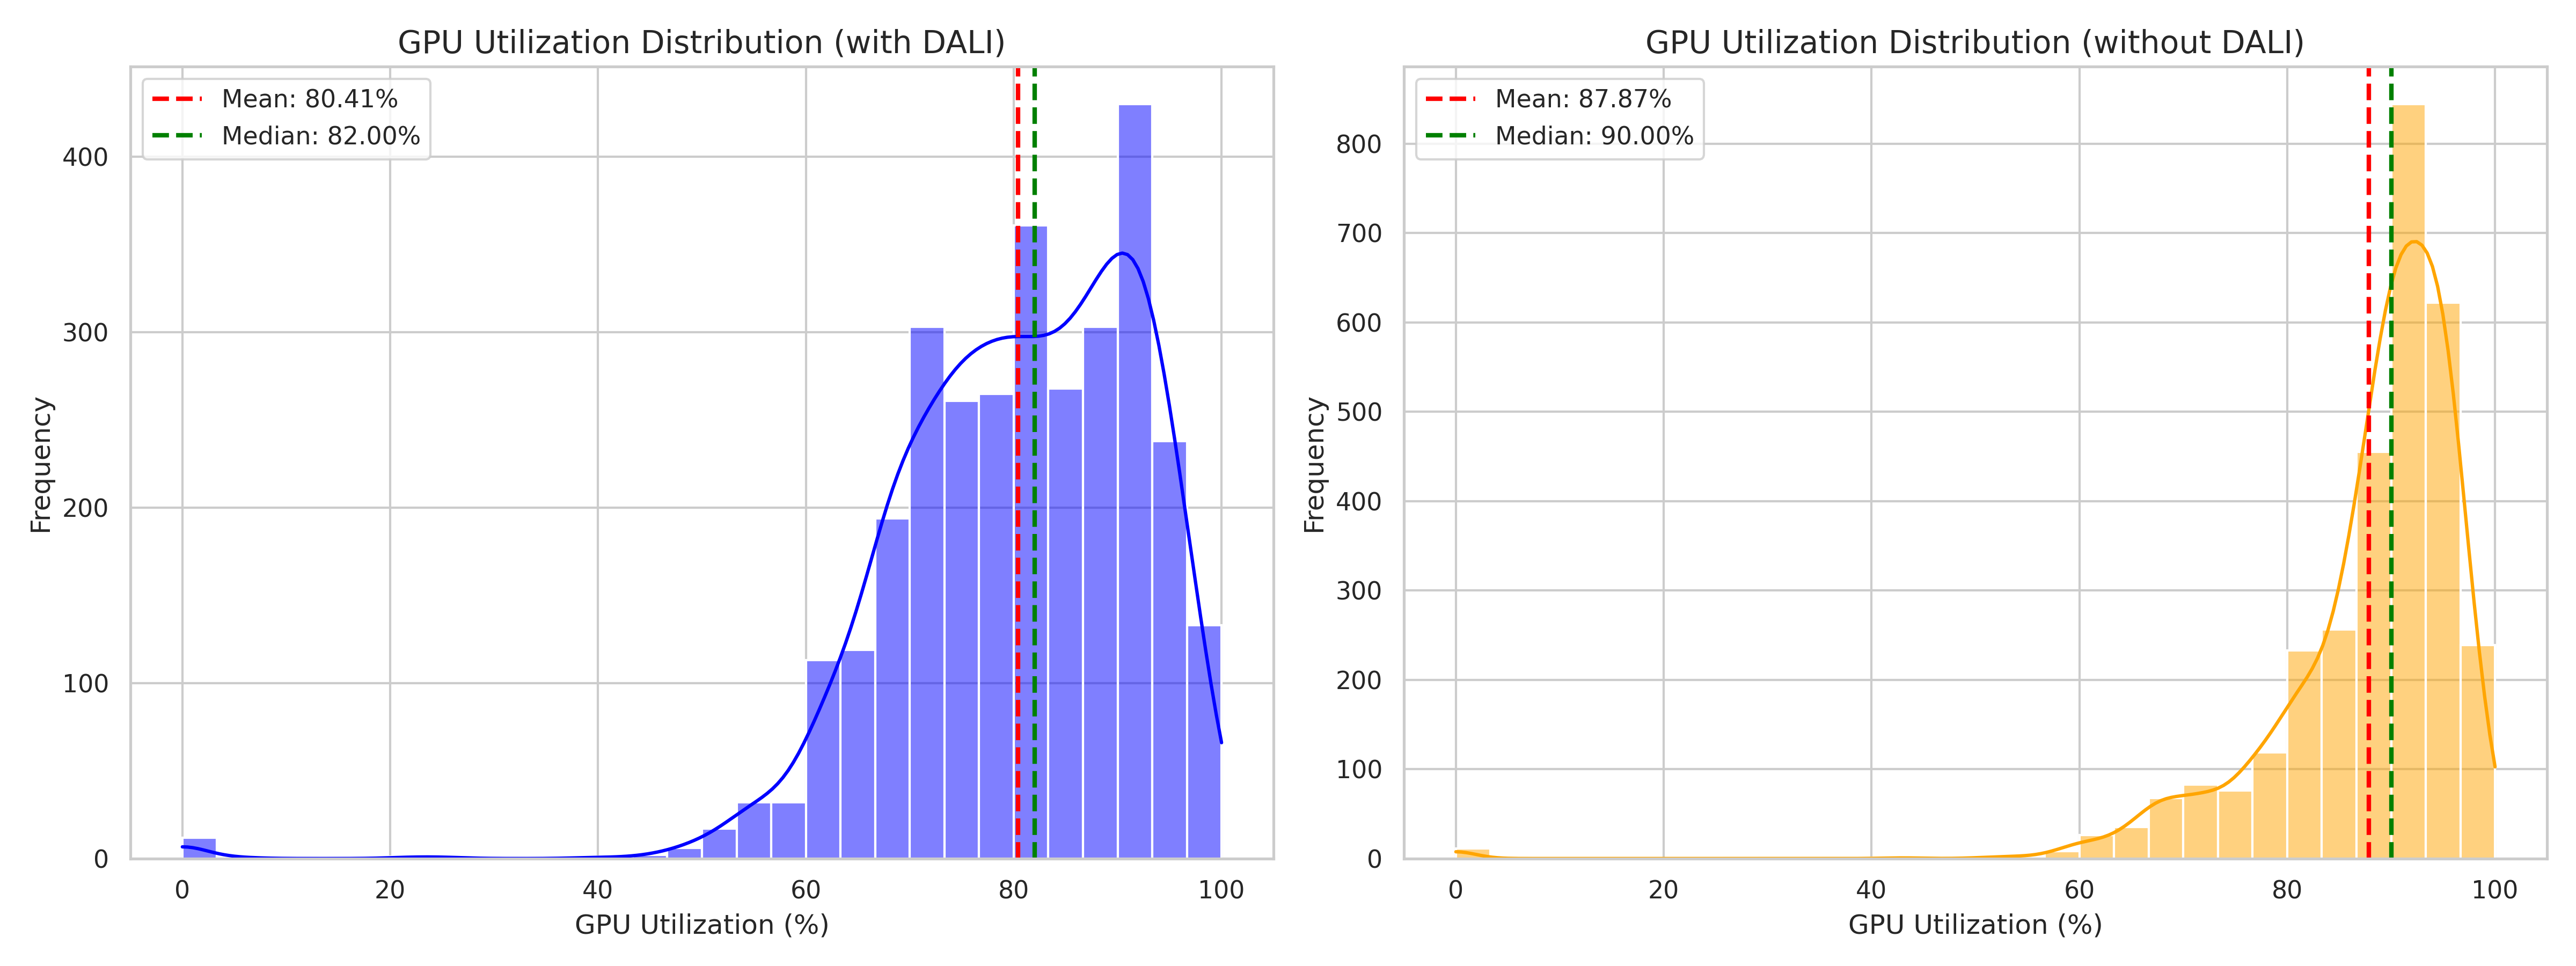 GPU Utilization Distribution (with DALI)
Mean: 80.41%
Median: 82.00%
400
300
200
100
0
Frequency
0 20 40 60 80 100
GPU Utilization (%)
GPU Utilization Distribution (without DALI)
Mean: 87.87%
Median: 90.00%
800
700
600
500
400
300
200
100
0
Frequency
0 20 40 60 80 100
GPU Utilization (%)